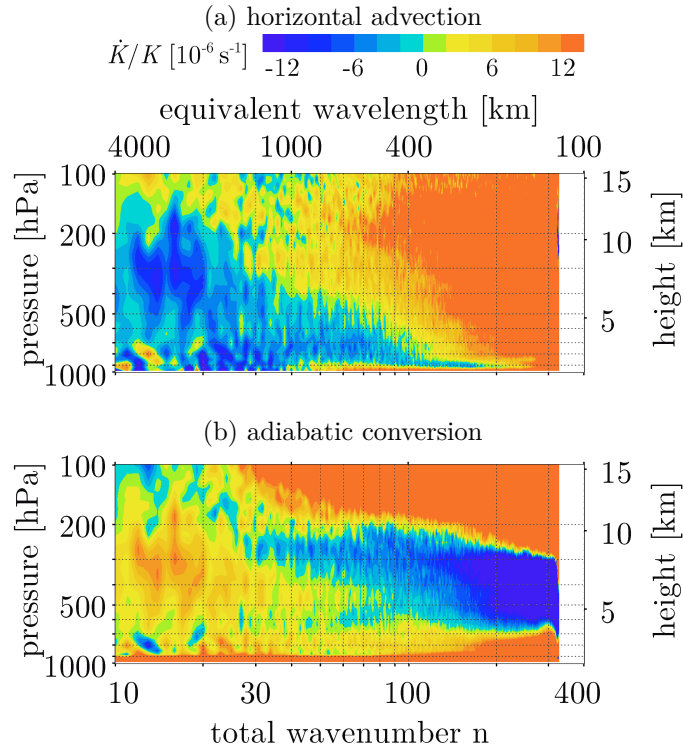 (a) horizontal advection
K̇/K [10⁻⁶ s⁻¹]
-12 -6 0 6 12
equivalent wavelength [km]
4000 1000 400 100
pressure [hPa]
100
200
500
1000
15
10
5
height [km]
(b) adiabatic conversion
pressure [hPa]
100
200
500
1000
15
10
5
height [km]
10 30 100 400
total wavenumber n